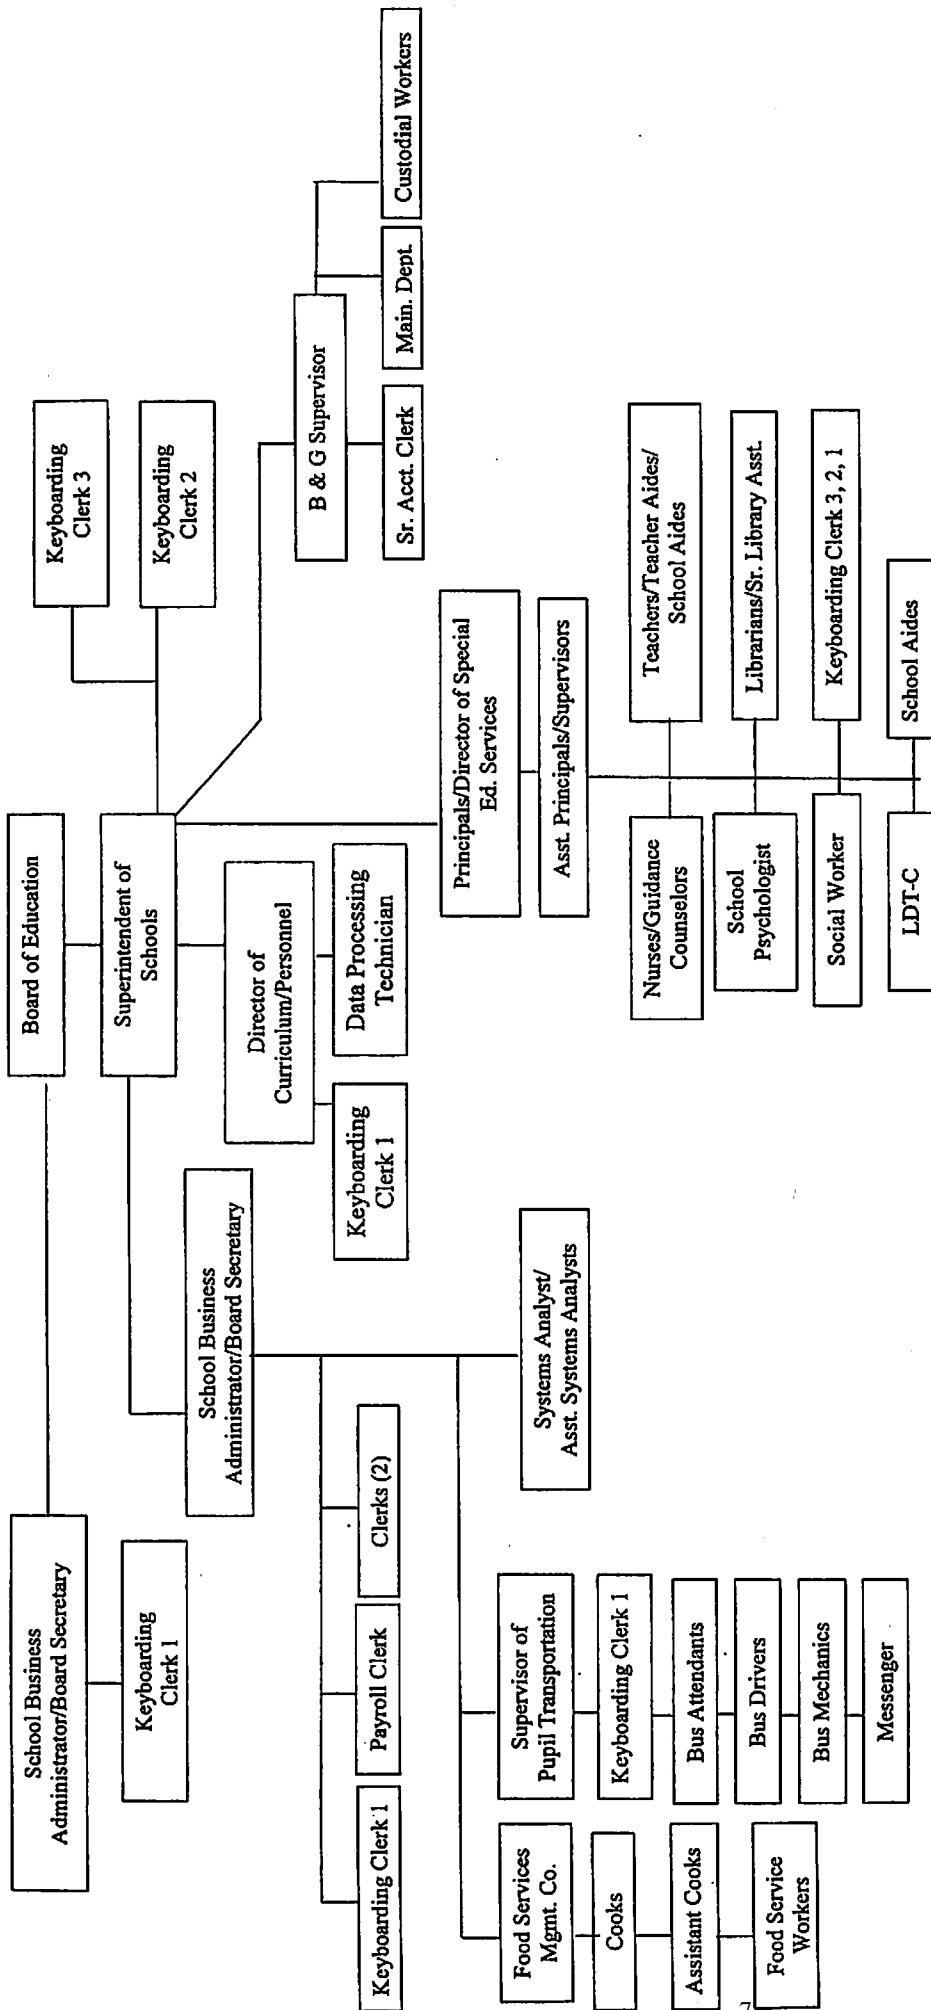 Board of Education
School Business
Administrator/Board Secretary
Keyboarding
Clerk 1
Superintendent of
Schools
Keyboarding
Clerk 3
Keyboarding
Clerk 2
School Business
Administrator/Board Secretary
Director of
Curriculum/Personnel
Keyboarding
Clerk 1
Data Processing
Technician
B & G Supervisor
Sr. Acct. Clerk
Main. Dept.
Custodial Workers
Keyboarding Clerk 1
Payroll Clerk
Clerks (2)
Principals/Director of Special
Ed. Services
Asst. Principals/Supervisors
Food Services
Mgmt. Co.
Cooks
Assistant Cooks
Food Service
Workers
Supervisor of
Pupil Transportation
Keyboarding Clerk 1
Bus Attendants
Bus Drivers
Bus Mechanics
Messenger
Systems Analyst/
Asst. Systems Analysts
Nurses/Guidance
Counselors
Teachers/Teacher Aides/
School Aides
School
Psychologist
Librarians/Sr. Library Asst.
Social Worker
Keyboarding Clerk 3, 2, 1
LDT-C
School Aides
7